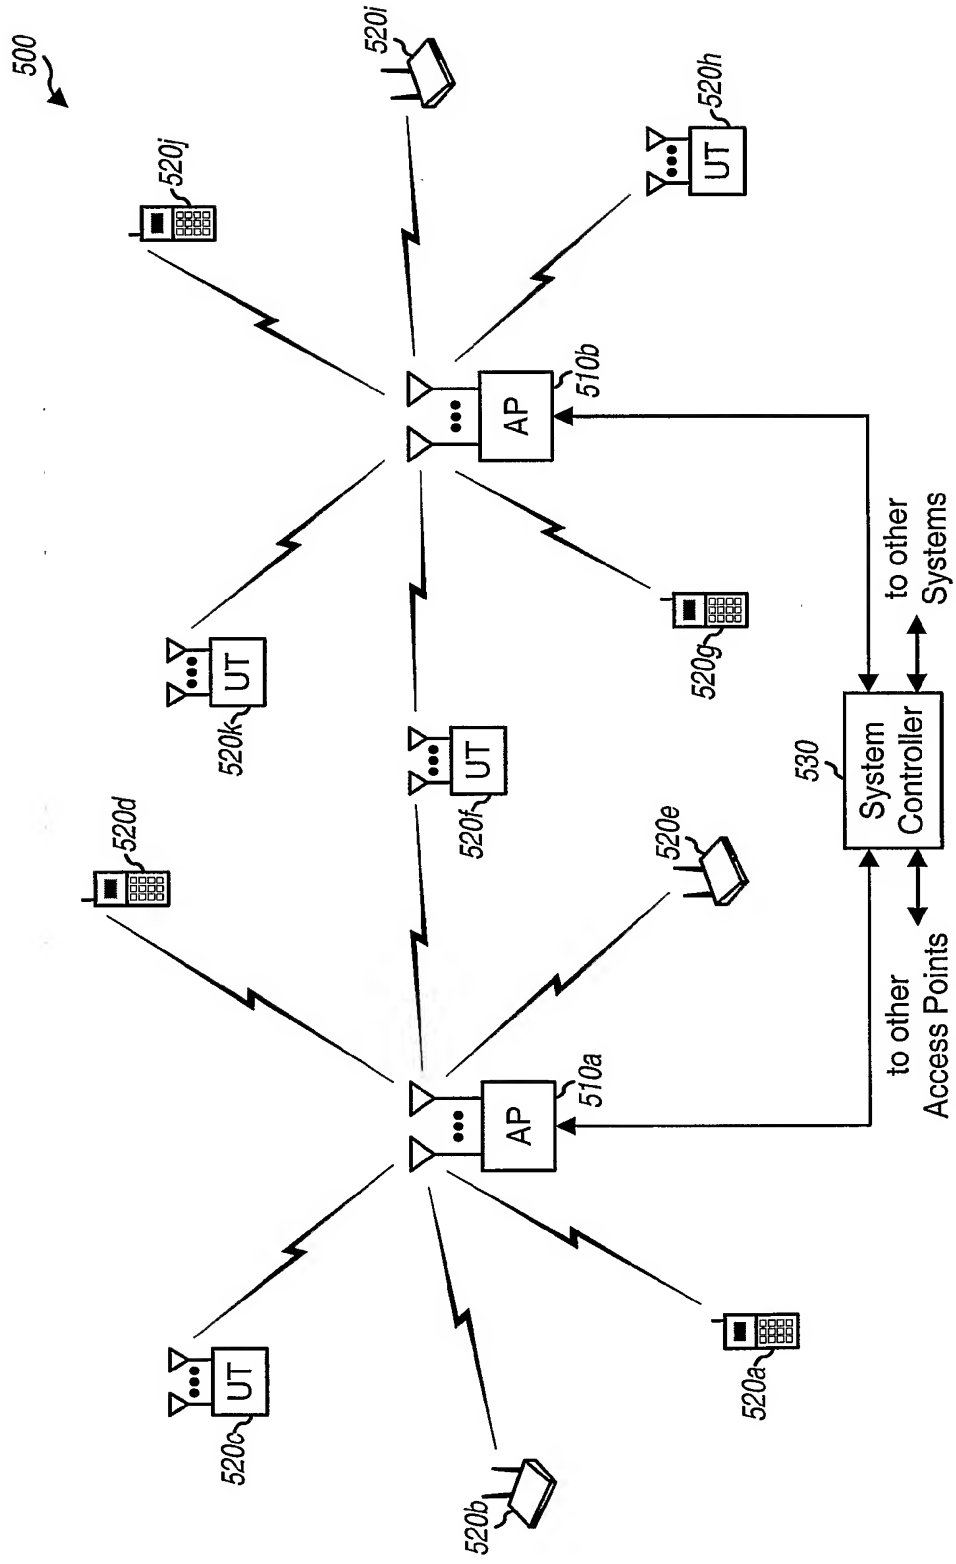 500
520j
520i
520d
520k
UT
520c
UT
520h
UT
AP
510a
520f
UT
AP
510b
520b
520e
520g
520a
530
System
Controller
to other
Access Points
to other
Systems